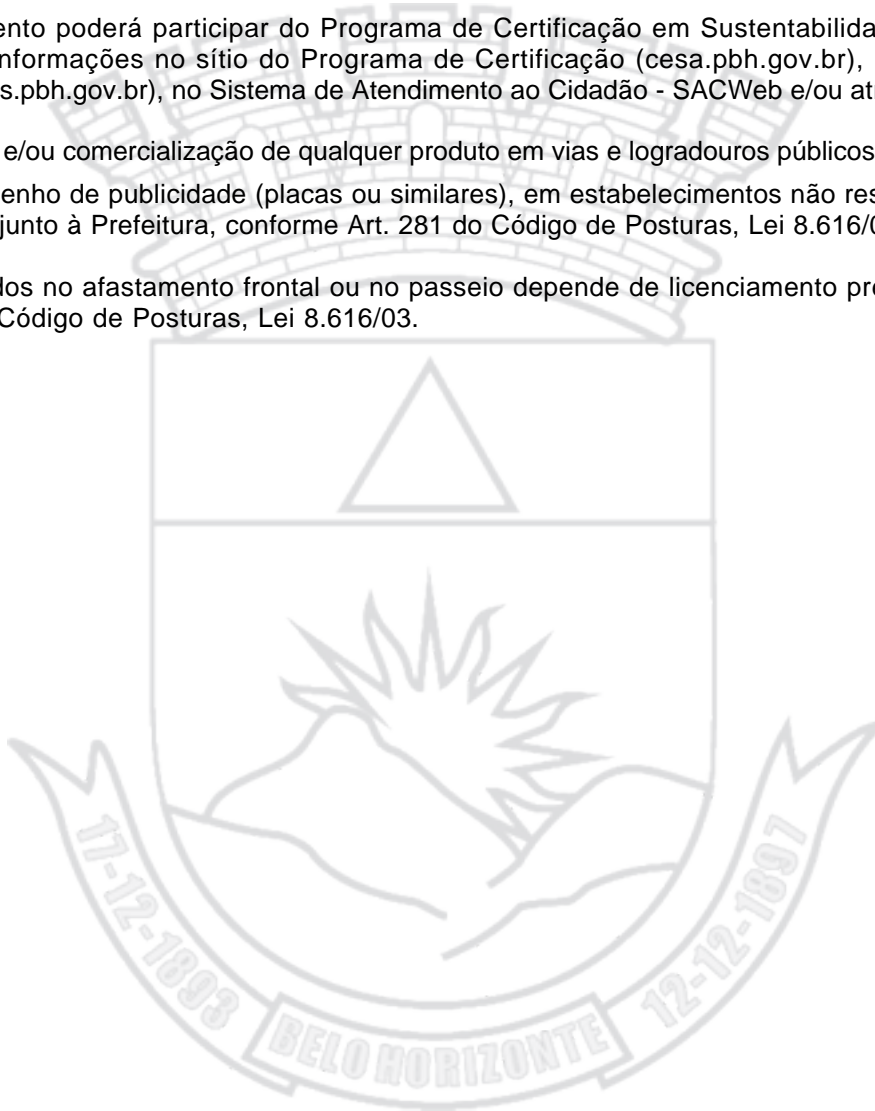 ento poderá participar do Programa de Certificação em Sustentabilida
nformações no sítio do Programa de Certificação (cesa.pbh.gov.br),
s.pbh.gov.br), no Sistema de Atendimento ao Cidadão - SACWeb e/ou atr
e/ou comercialização de qualquer produto em vias e logradouros públicos
enho de publicidade (placas ou similares), em estabelecimentos não res
junto à Prefeitura, conforme Art. 281 do Código de Posturas, Lei 8.616/0
dos no afastamento frontal ou no passeio depende de licenciamento pré
Código de Posturas, Lei 8.616/03.
17-12-1893
BELO HORIZONTE
12-12-1897